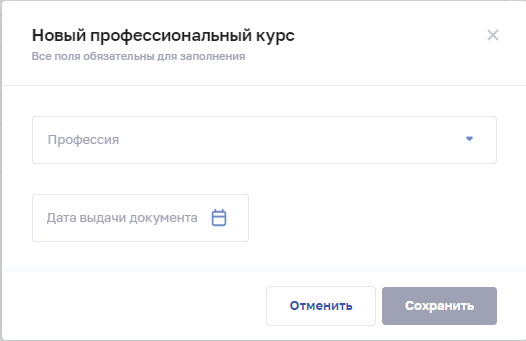 Новый профессиональный курс
Все поля обязательны для заполнения
Профессия
Дата выдачи документа
Отменить
Сохранить